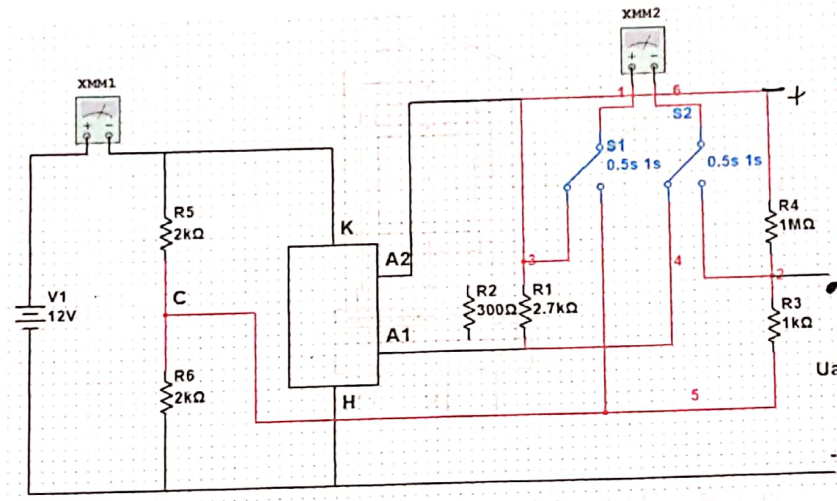 XMM2
XMM1
+ -
+ -
1
6
+
S2
S1
0.5s 1s
0.5s 1s
R5
2kΩ
K
R4
1MΩ
A2
3
4
2
C
R2
300Ω
R1
2.7kΩ
V1
12V
A1
R3
1kΩ
R6
2kΩ
Ua
H
5
-